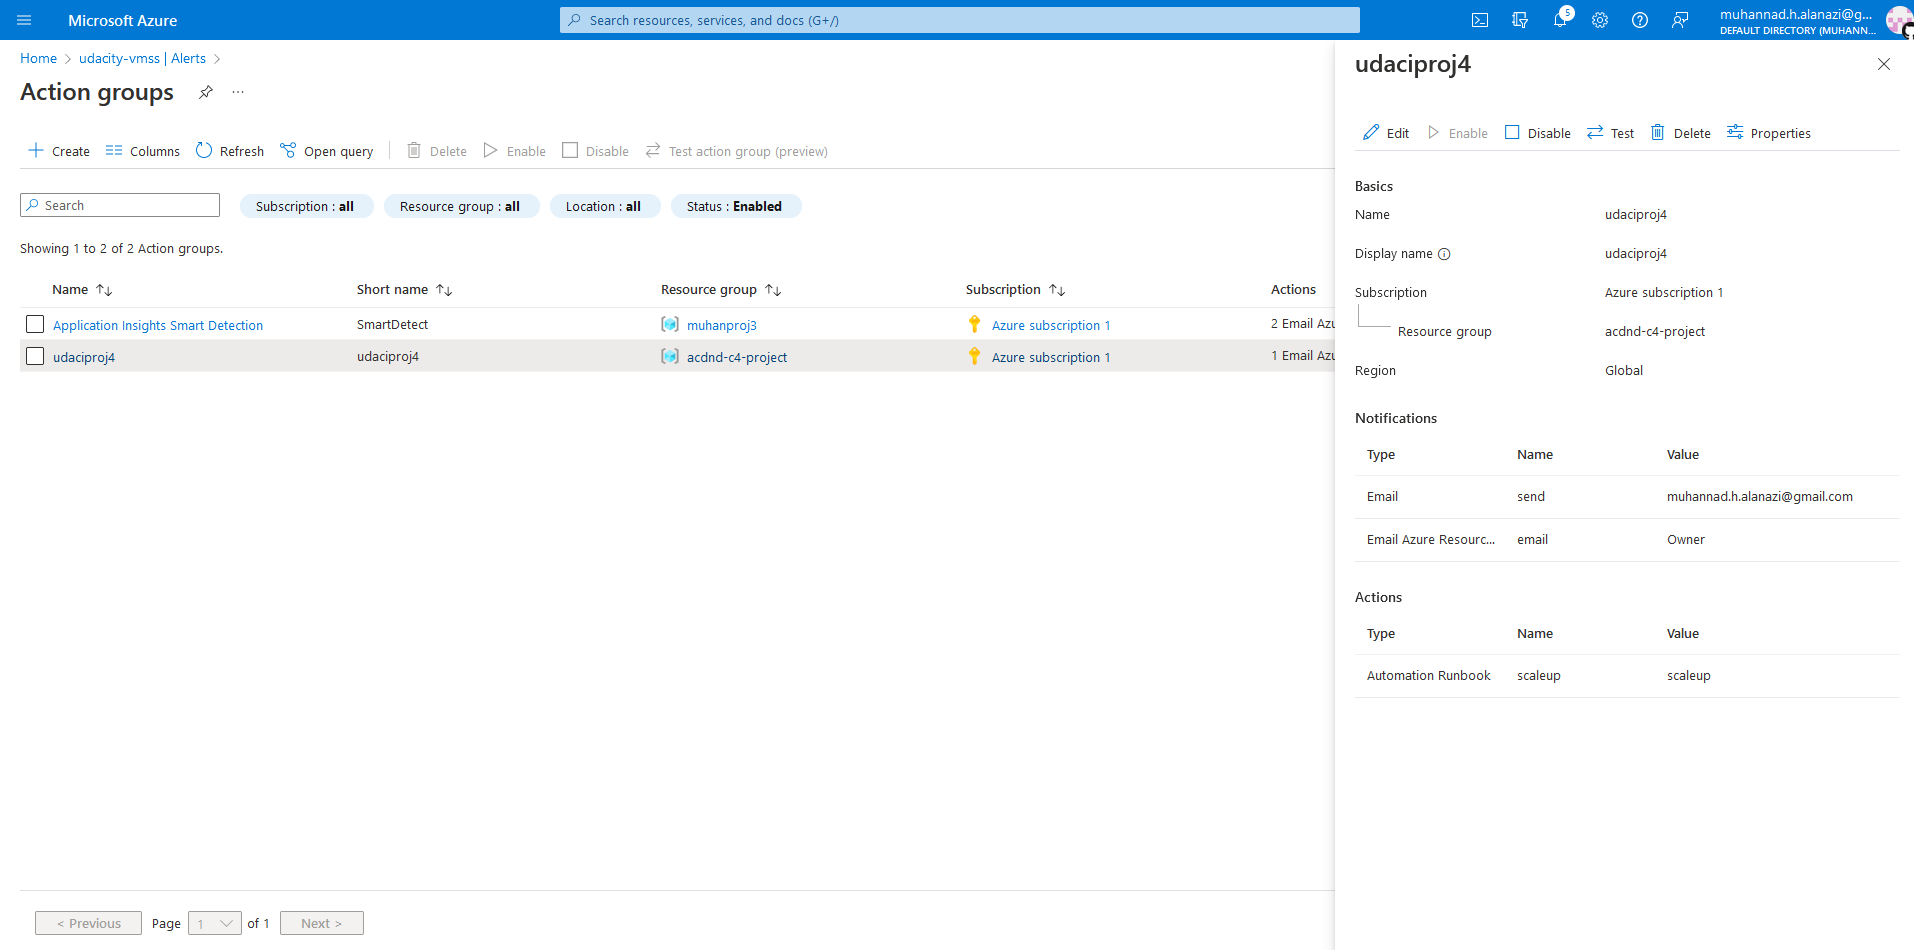 Microsoft Azure
Search resources, services, and docs (G+/)
5
muhannad.h.alanazi@g...
DEFAULT DIRECTORY (MUHANN...
Home > udacity-vmss | Alerts >
Action groups ...
Create Columns Refresh Open query Delete Enable Disable Test action group (preview)
Search Subscription : all Resource group : all Location : all Status : Enabled
Showing 1 to 2 of 2 Action groups.
Name Short name Resource group Subscription Actions
Application Insights Smart Detection SmartDetect muhanproj3 Azure subscription 1 2 Email Azu
udaciproj4 udaciproj4 acdnd-c4-project Azure subscription 1 1 Email Azu
< Previous Page 1 of 1 Next >
udaciproj4
Edit Enable Disable Test Delete Properties
Basics
Name udaciproj4
Display name udaciproj4
Subscription Azure subscription 1
Resource group acdnd-c4-project
Region Global
Notifications
Type Name Value
Email send muhannad.h.alanazi@gmail.com
Email Azure Resourc... email Owner
Actions
Type Name Value
Automation Runbook scaleup scaleup